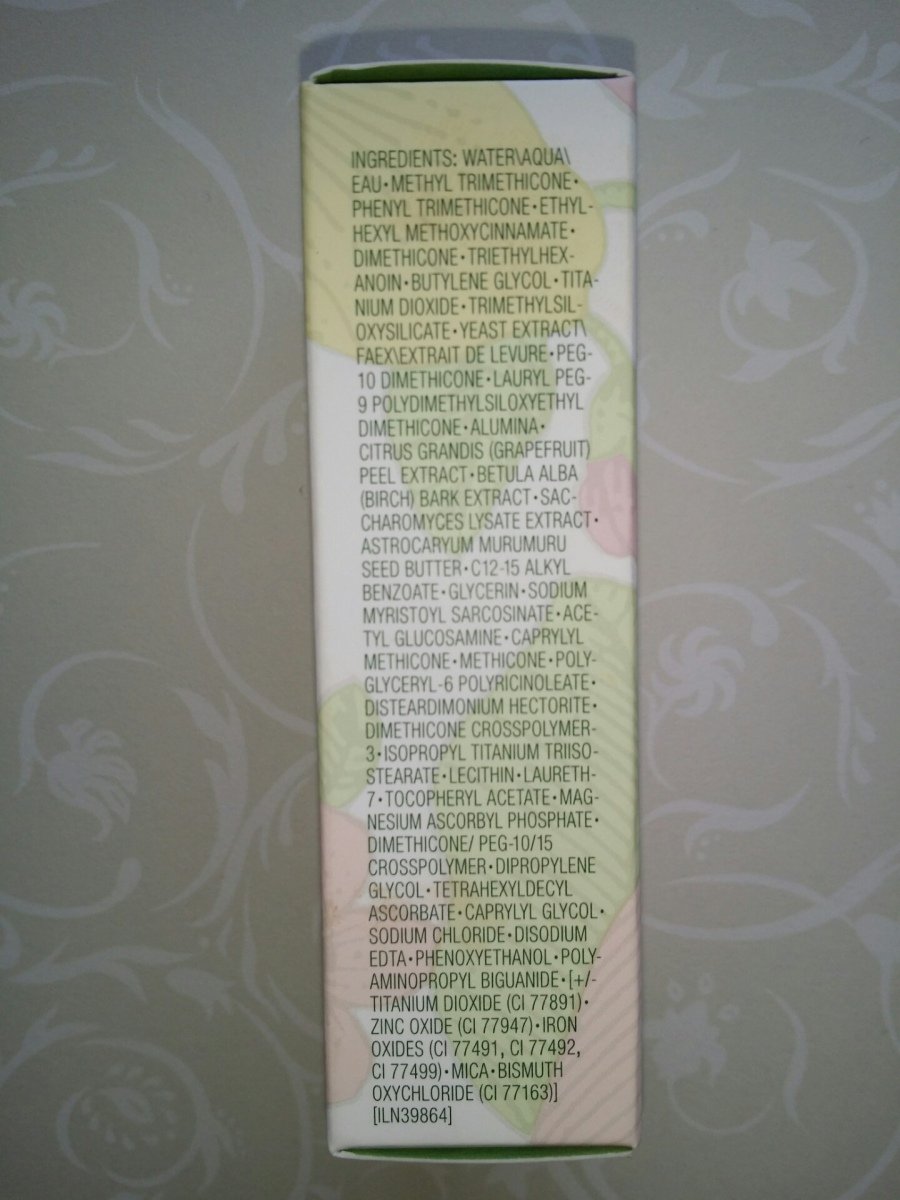 INGREDIENTS: WATER\AQUA\
EAU•METHYL TRIMETHICONE•
PHENYL TRIMETHICONE•ETHYL-
HEXYL METHOXYCINNAMATE•
DIMETHICONE•TRIETHYLHEX-
ANOIN•BUTYLENE GLYCOL•TITA-
NIUM DIOXIDE•TRIMETHYLSIL-
OXYSILICATE•YEAST EXTRACT\
FAEX\EXTRAIT DE LEVURE•PEG-
10 DIMETHICONE•LAURYL PEG-
9 POLYDIMETHYLSILOXYETHYL
DIMETHICONE•ALUMINA•
CITRUS GRANDIS (GRAPEFRUIT)
PEEL EXTRACT•BETULA ALBA
(BIRCH) BARK EXTRACT•SAC-
CHAROMYCES LYSATE EXTRACT•
ASTROCARYUM MURUMURU
SEED BUTTER•C12-15 ALKYL
BENZOATE•GLYCERIN•SODIUM
MYRISTOYL SARCOSINATE•ACE-
TYL GLUCOSAMINE•CAPRYLYL
METHICONE•METHICONE•POLY-
GLYCERYL-6 POLYRICINOLEATE•
DISTEARDIMONIUM HECTORITE•
DIMETHICONE CROSSPOLYMER-
3•ISOPROPYL TITANIUM TRIISO-
STEARATE•LECITHIN•LAURETH-
7•TOCOPHERYL ACETATE•MAG-
NESIUM ASCORBYL PHOSPHATE•
DIMETHICONE/ PEG-10/15
CROSSPOLYMER•DIPROPYLENE
GLYCOL•TETRAHEXYLDECYL
ASCORBATE•CAPRYLYL GLYCOL•
SODIUM CHLORIDE•DISODIUM
EDTA•PHENOXYETHANOL•POLY-
AMINOPROPYL BIGUANIDE•[+/-
TITANIUM DIOXIDE (CI 77891)•
ZINC OXIDE (CI 77947)•IRON
OXIDES (CI 77491, CI 77492,
CI 77499)•MICA•BISMUTH
OXYCHLORIDE (CI 77163)]
[ILN39864]